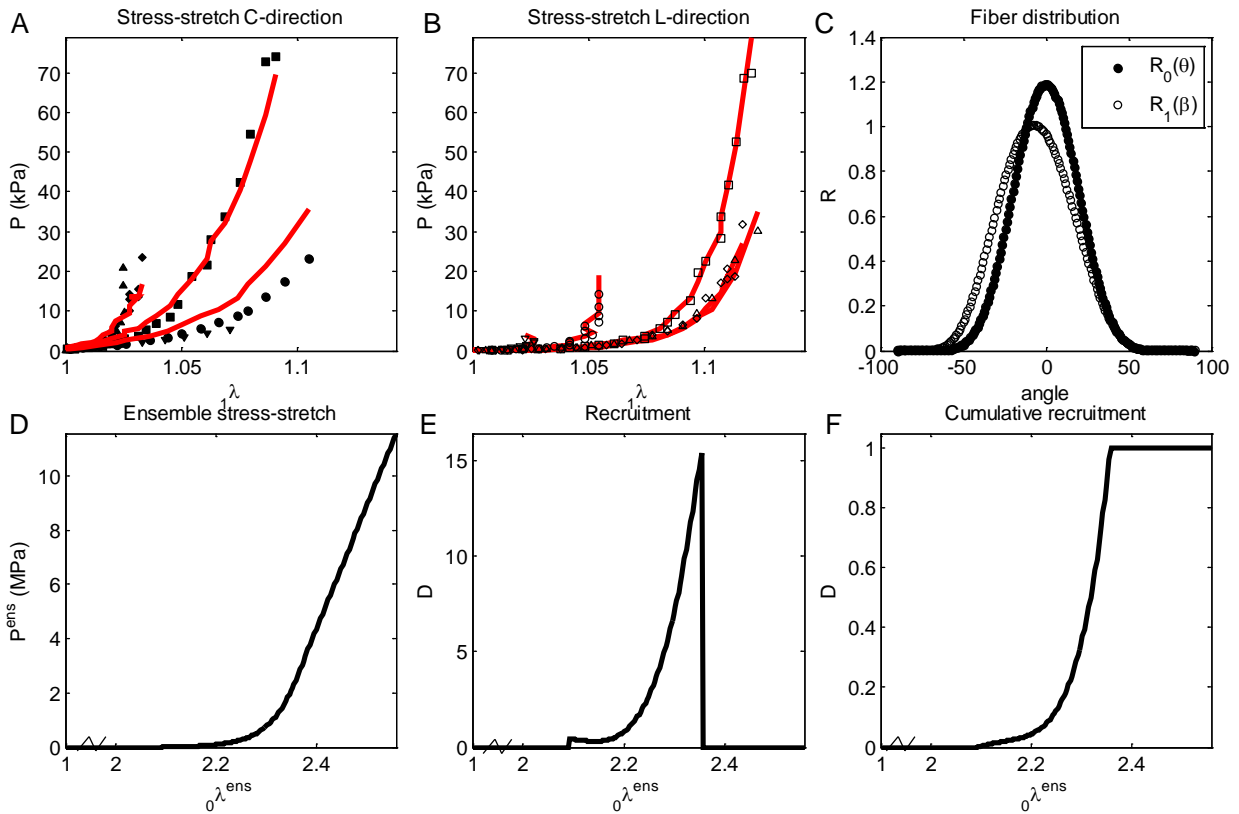 A
Stress-stretch C-direction
P (kPa)
70
60
50
40
30
20
10
0
1
1.05
1.1
1λ
B
Stress-stretch L-direction
P (kPa)
70
60
50
40
30
20
10
0
1
1.05
1.1
1λ
C
Fiber distribution
R
1.4
1.2
1
0.8
0.6
0.4
0.2
0
-100
-50
0
50
100
angle
R0(θ)
R1(β)
D
Ensemble stress-stretch
Pens (MPa)
10
8
6
4
2
0
1
2
2.2
2.4
0λens
E
Recruitment
D
15
10
5
0
1
2
2.2
2.4
0λens
F
Cumulative recruitment
D
1
0.8
0.6
0.4
0.2
0
1
2
2.2
2.4
0λens